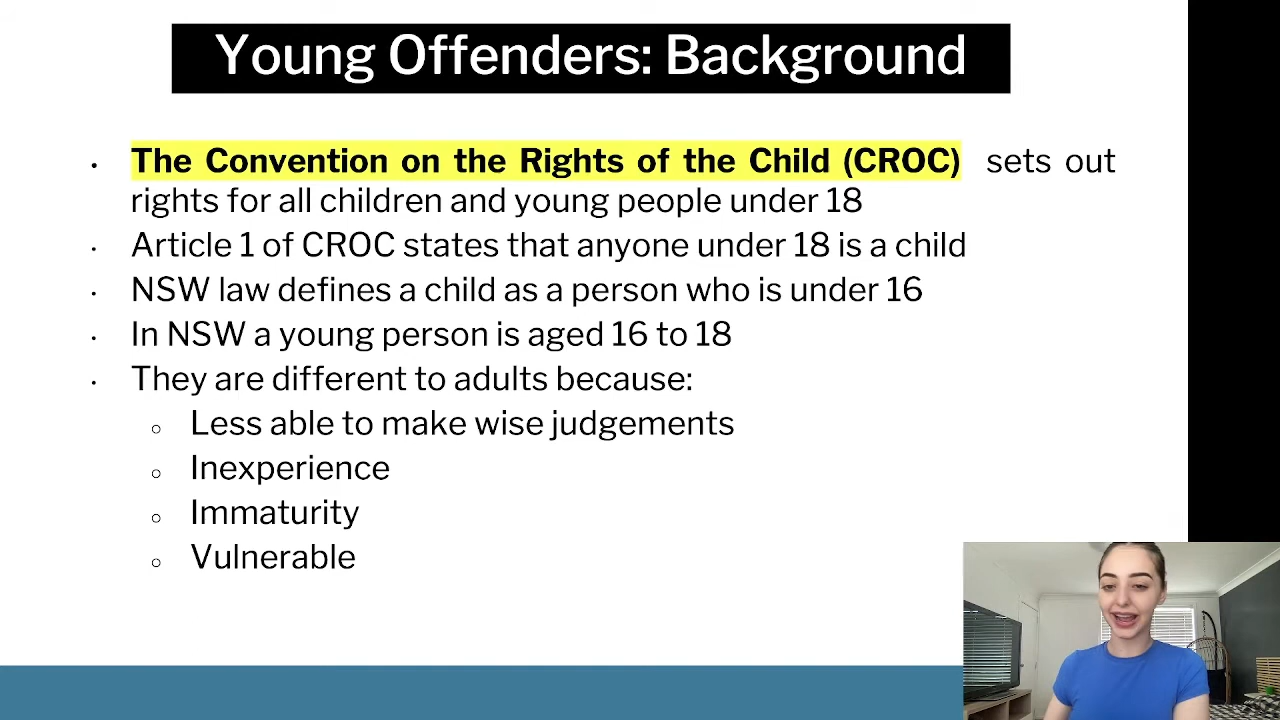 Young Offenders: Background
· The Convention on the Rights of the Child (CROC) sets out
rights for all children and young people under 18
· Article 1 of CROC states that anyone under 18 is a child
· NSW law defines a child as a person who is under 16
· In NSW a young person is aged 16 to 18
· They are different to adults because:
○ Less able to make wise judgements
○ Inexperience
○ Immaturity
○ Vulnerable